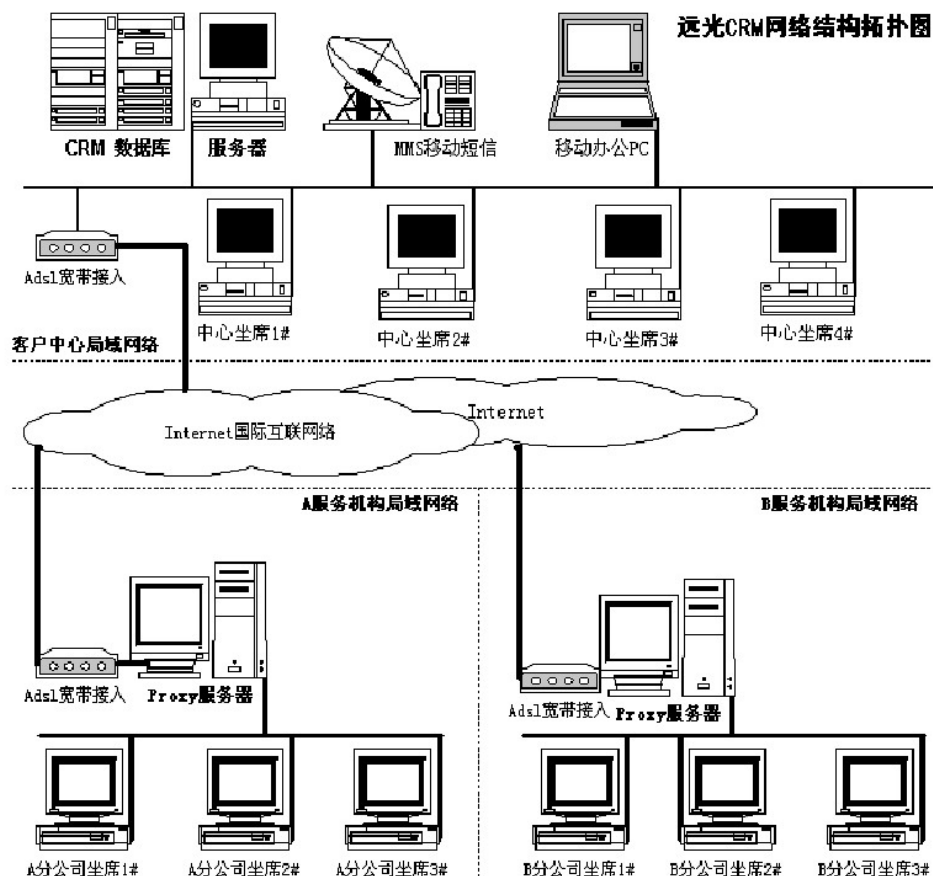 远光CRM网络结构拓扑图
CRM 数据库
服务器
MMS移动短信
移动办公PC
Adsl宽带接入
中心坐席1#
中心坐席2#
中心坐席3#
中心坐席4#
客户中心局域网络
Internet国际互联网络
Internet
A服务机构局域网络
B服务机构局域网络
Adsl宽带接入
Proxy服务器
Adsl宽带接入
Proxy服务器
A分公司坐席1#
A分公司坐席2#
A分公司坐席3#
B分公司坐席1#
B分公司坐席2#
B分公司坐席3#